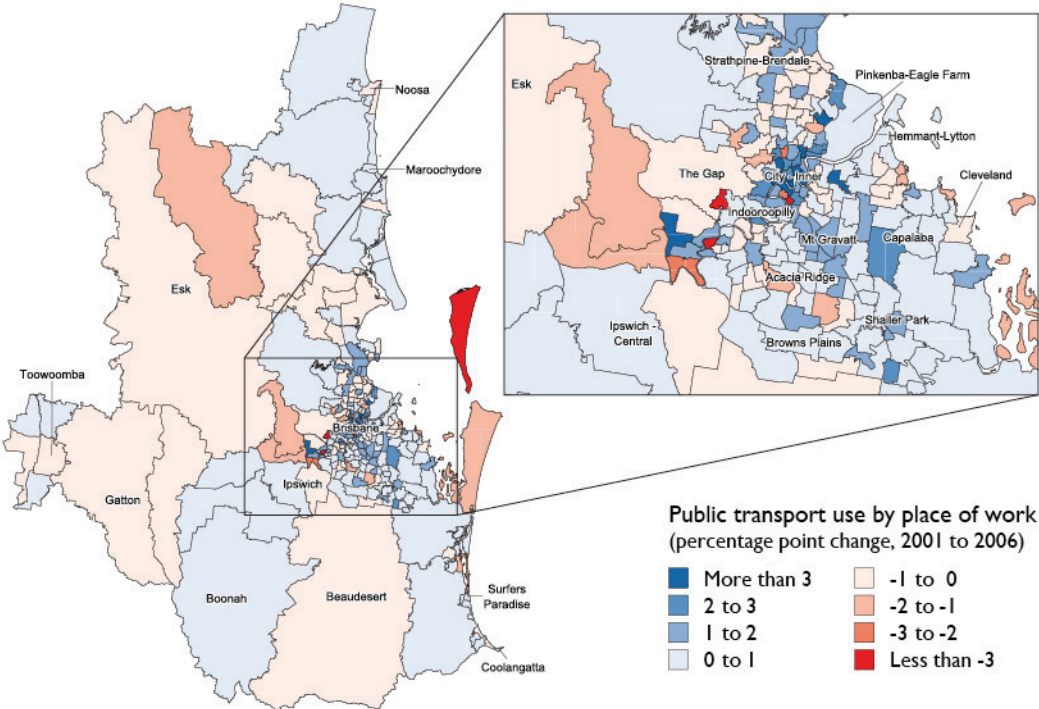 Noosa
Maroochydore
Esk
Toowoomba
Brisbane
Gatton
Ipswich
Boonah
Beaudesert
Surfers
Paradise
Coolangatta
Strathpine-Brendale
Esk
Pinkenba-Eagle Farm
Hemmant-Lytton
The Gap
City - Inner
Cleveland
Indooroopilly
Mt Gravatt
Capalaba
Acacia Ridge
Ipswich -
Central
Shailer Park
Browns Plains
Public transport use by place of work
(percentage point change, 2001 to 2006)
More than 3
2 to 3
1 to 2
0 to 1
-1 to 0
-2 to -1
-3 to -2
Less than -3